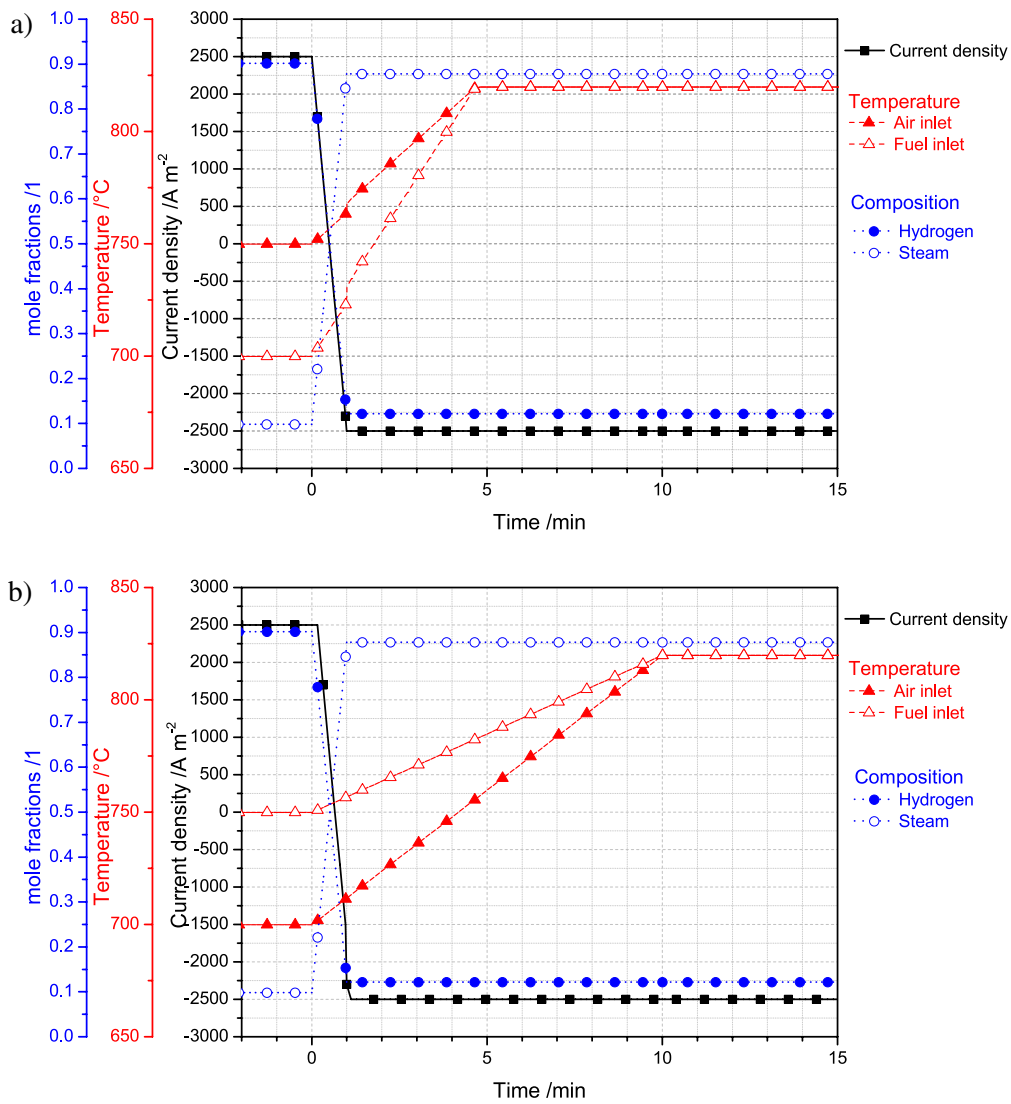 a)
mole fractions /1
1.0
0.9
0.8
0.7
0.6
0.5
0.4
0.3
0.2
0.1
0.0
Temperature /°C
850
800
750
700
650
Current density /A m-2
3000
2500
2000
1500
1000
500
0
-500
-1000
-1500
-2000
-2500
-3000
0 5 10 15
Time /min
Current density
Temperature
Air inlet
Fuel inlet
Composition
Hydrogen
Steam
b)
mole fractions /1
1.0
0.9
0.8
0.7
0.6
0.5
0.4
0.3
0.2
0.1
0.0
Temperature /°C
850
800
750
700
650
Current density /A m-2
3000
2500
2000
1500
1000
500
0
-500
-1000
-1500
-2000
-2500
-3000
0 5 10 15
Time /min
Current density
Temperature
Air inlet
Fuel inlet
Composition
Hydrogen
Steam